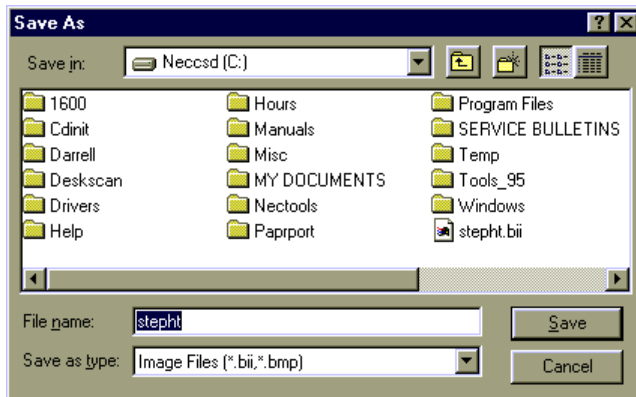 Save As
Save in: Neccsd (C:)
1600 Hours Program Files
Cdinit Manuals SERVICE BULLETINS
Darrell Misc Temp
Deskscan MY DOCUMENTS Tools_95
Drivers Nectools Windows
Help Paprport stepht.bii
File name: stepht Save
Save as type: Image Files (*.bii,*.bmp) Cancel